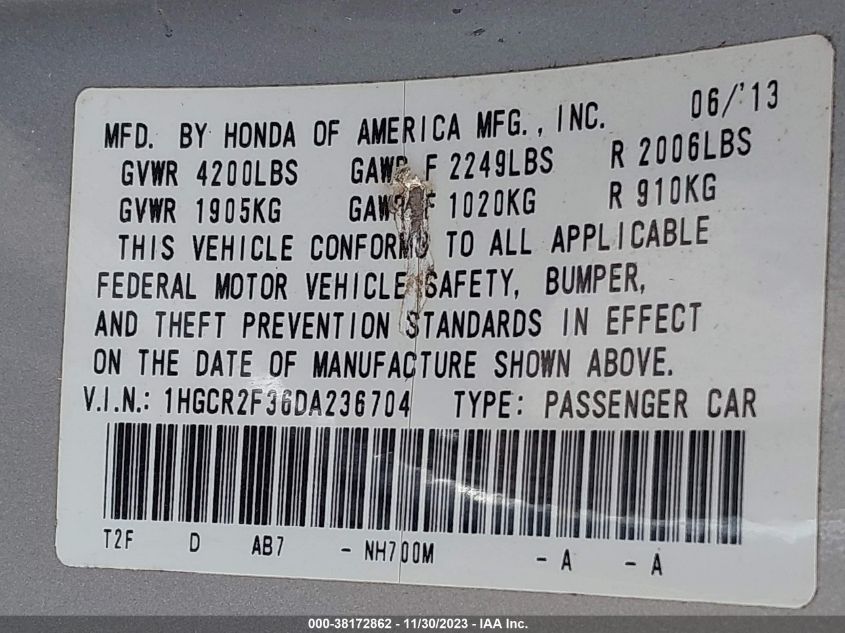 06/'13
MFD. BY HONDA OF AMERICA MFG., INC.
GVWR 4200LBS GAWR F 2249LBS R 2006LBS
GVWR 1905KG GAWR F 1020KG R 910KG
THIS VEHICLE CONFORMS TO ALL APPLICABLE
FEDERAL MOTOR VEHICLE SAFETY, BUMPER,
AND THEFT PREVENTION STANDARDS IN EFFECT
ON THE DATE OF MANUFACTURE SHOWN ABOVE.
V.I.N.: 1HGCR2F36DA236704 TYPE: PASSENGER CAR
T2F D AB7 - NH700M - A - A
000-38172862 - 11/30/2023 - IAA Inc.